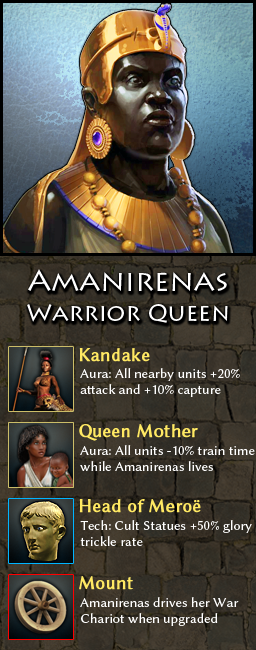 Amanirenas
Warrior Queen
Kandake
Aura: All nearby units +20%
attack and +10% capture
Queen Mother
Aura: All units -10% train time
while Amanirenas lives
Head of Meroë
Tech: Cult Statues +50% glory
trickle rate
Mount
Amanirenas drives her War
Chariot when upgraded